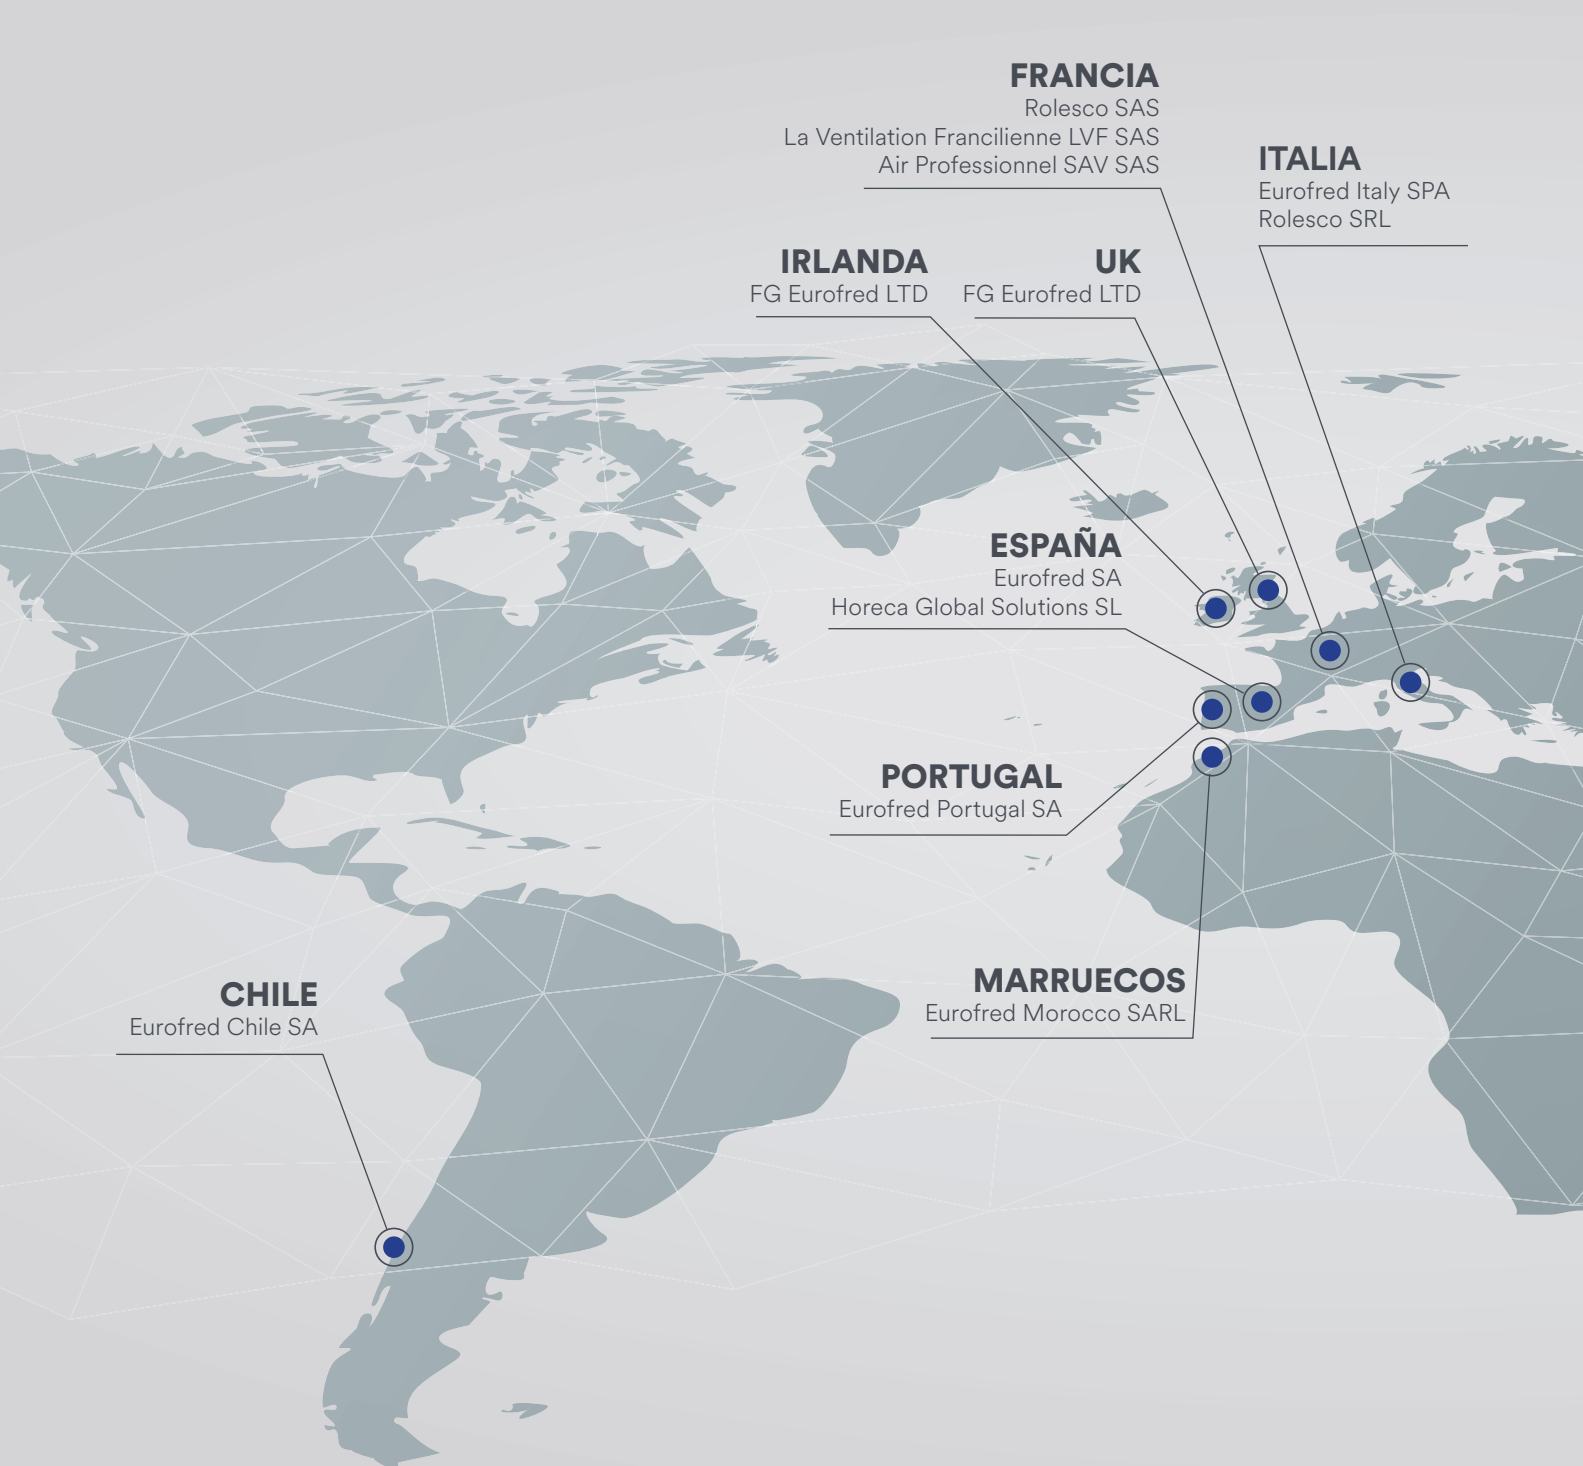 FRANCIA
Rolesco SAS
La Ventilation Francilienne LVF SAS
Air Professionnel SAV SAS
ITALIA
Eurofred Italy SPA
Rolesco SRL
IRLANDA
FG Eurofred LTD
UK
FG Eurofred LTD
ESPAÑA
Eurofred SA
Horeca Global Solutions SL
PORTUGAL
Eurofred Portugal SA
MARRUECOS
Eurofred Morocco SARL
CHILE
Eurofred Chile SA